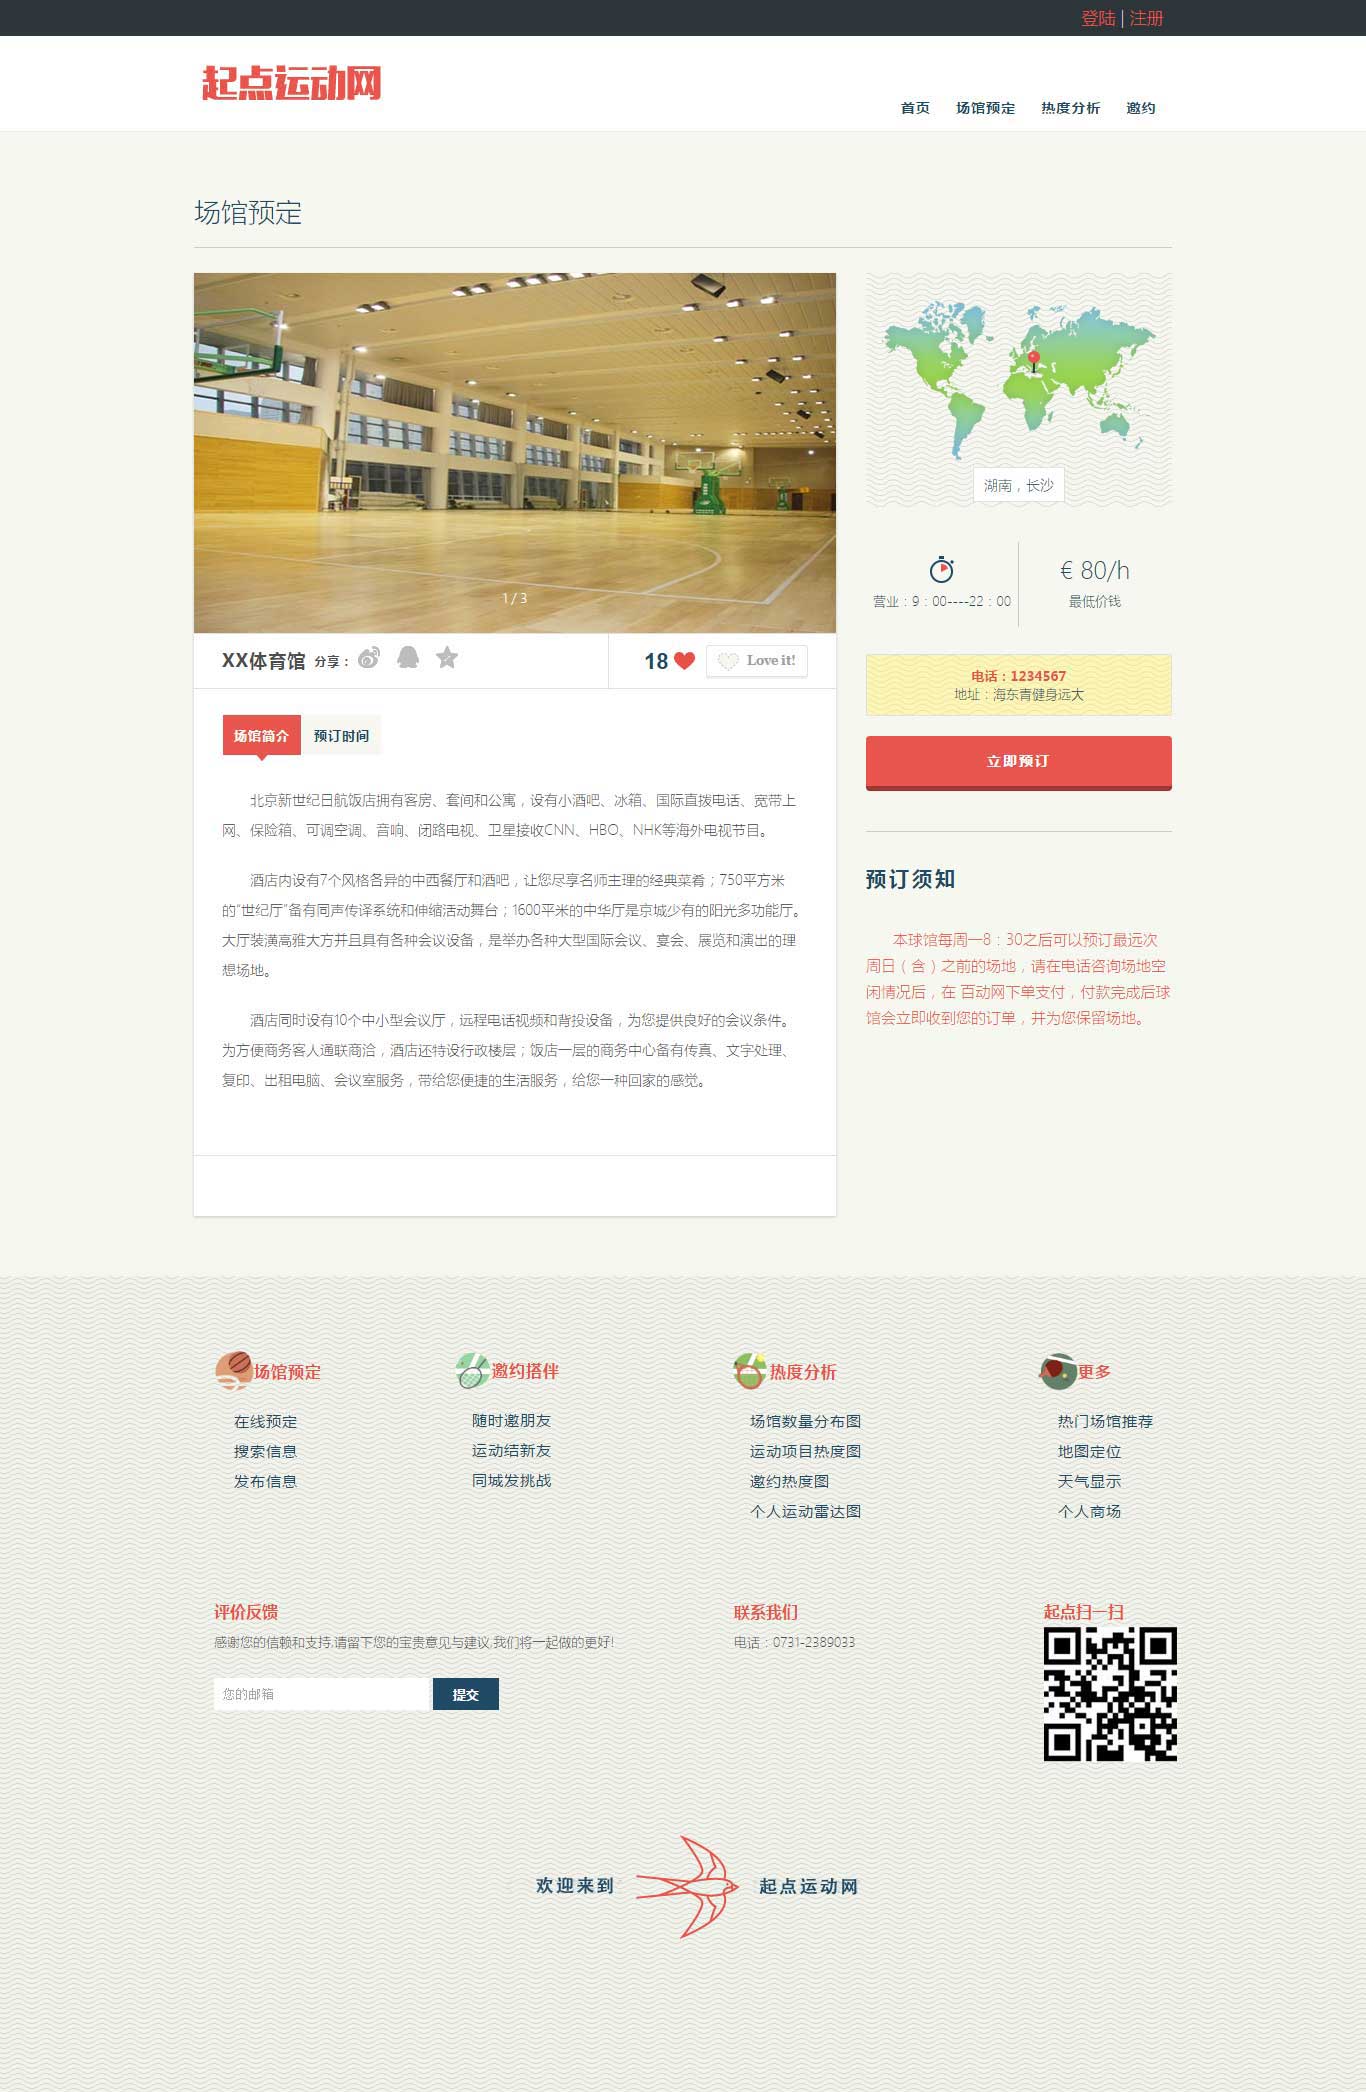 登陆 | 注册
起点运动网
首页 场馆预定 热度分析 邀约
场馆预定
1 / 3
XX体育馆 分享：
18 Love it!
场馆简介 预订时间
北京新世纪日航饭店拥有客房、套间和公寓，设有小酒吧、冰箱、国际直拨电话、宽带上
网、保险箱、可调空调、音响、闭路电视、卫星接收CNN、HBO、NHK等海外电视节目。
酒店内设有7个风格各异的中西餐厅和酒吧，让您尽享名师主理的经典菜肴；750平方米
的“世纪厅”备有同声传译系统和伸缩活动舞台；1600平米的中华厅是京城少有的阳光多功能厅。
大厅装潢高雅大方并且具有各种会议设备，是举办各种大型国际会议、宴会、展览和演出的理
想场地。
酒店同时设有10个中小型会议厅，远程电话视频和背投设备，为您提供良好的会议条件。
为方便商务客人通联商洽，酒店还特设行政楼层；饭店一层的商务中心备有传真、文字处理、
复印、出租电脑、会议室服务，带给您便捷的生活服务，给您一种回家的感觉。
湖南，长沙
营业：9：00----22：00
€ 80/h
最低价钱
电话：1234567
地址：海东青健身远大
立即预订
预订须知
本球馆每周一8：30之后可以预订最远次
周日（含）之前的场地，请在电话咨询场地空
闲情况后，在 百动网下单支付，付款完成后球
馆会立即收到您的订单，并为您保留场地。
场馆预定
在线预定
搜索信息
发布信息
邀约搭伴
随时邀朋友
运动结新友
同城发挑战
热度分析
场馆数量分布图
运动项目热度图
邀约热度图
个人运动雷达图
更多
热门场馆推荐
地图定位
天气显示
个人商场
评价反馈
感谢您的信赖和支持,请留下您的宝贵意见与建议,我们将一起做的更好!
您的邮箱 提交
联系我们
电话：0731-2389033
起点扫一扫
欢迎来到 起点运动网